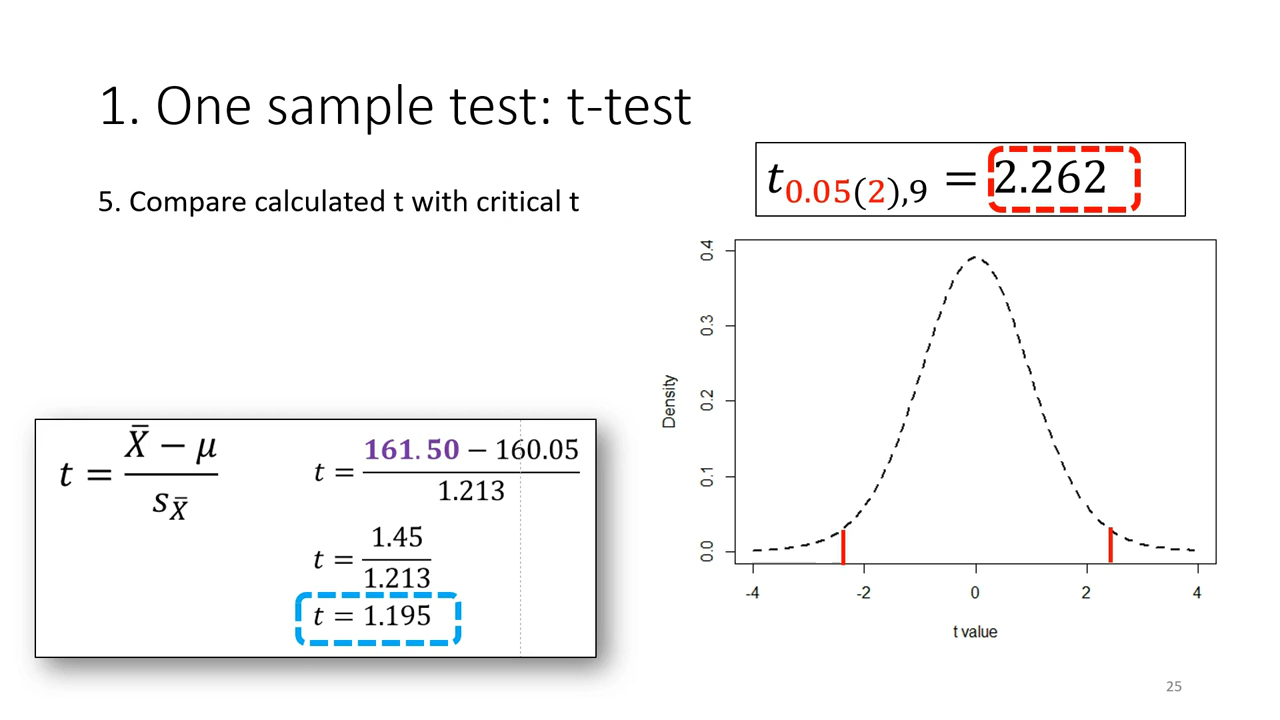 1. One sample test: t-test
5. Compare calculated t with critical t
t₀.₀₅₍₂₎,₉ = 2.262
t = (X̄ − μ) / s_X̄
t = (161.50 − 160.05) / 1.213
t = 1.45 / 1.213
t = 1.195
Density
0.4
0.3
0.2
0.1
0.0
-4 -2 0 2 4
t value
25